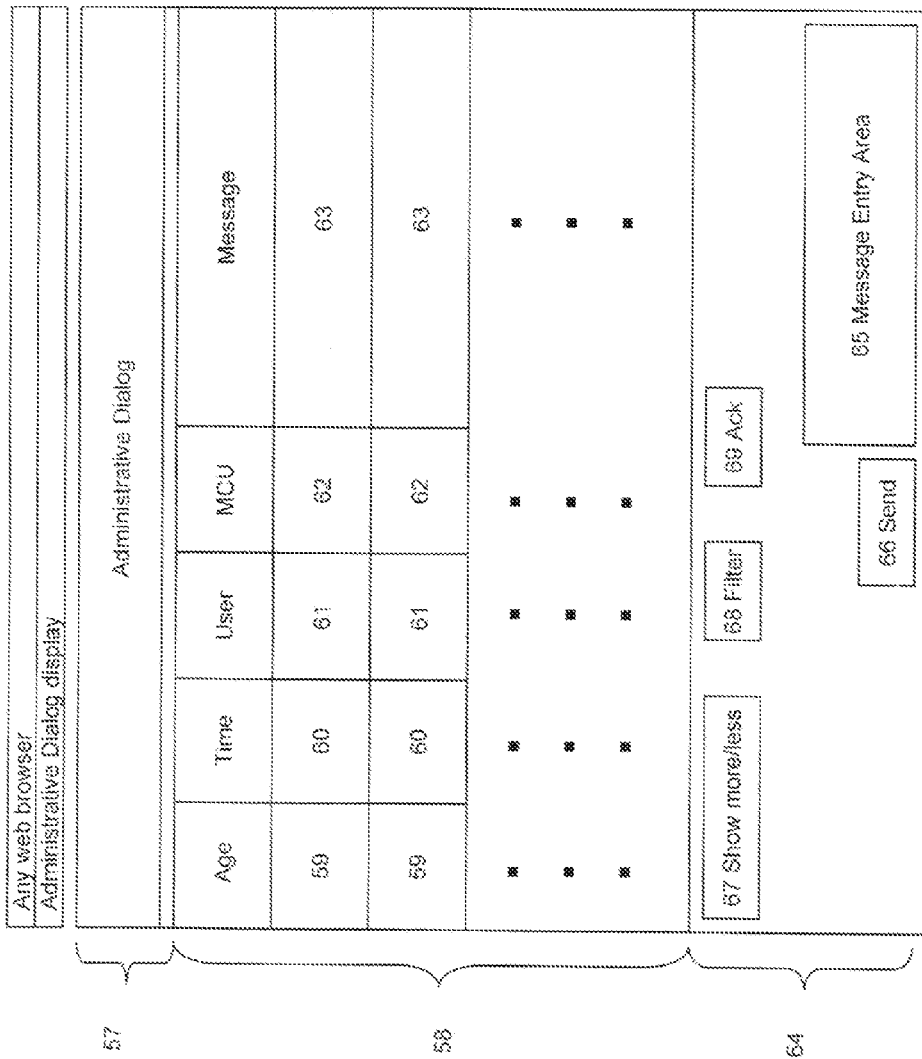 Any web browser
Administrative Dialog display
57
Administrative Dialog
58
Age Time User MCU Message
59 60 61 62 63
59 60 61 62 63
64
67 Show more/less 68 Filter 69 Ack
66 Send 65 Message Entry Area